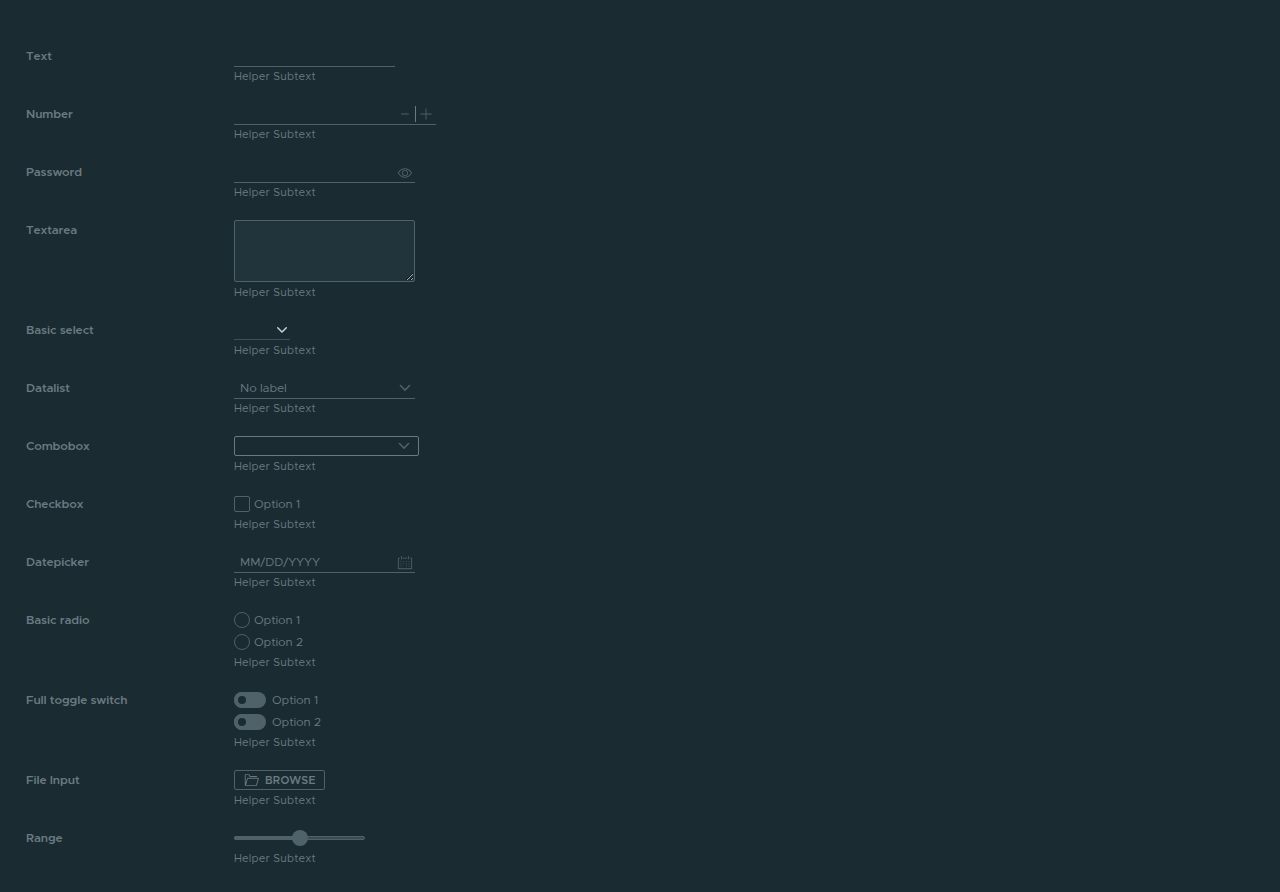 Text
Helper Subtext
Number
Helper Subtext
Password
Helper Subtext
Textarea
Helper Subtext
Basic select
Helper Subtext
Datalist
No label
Helper Subtext
Combobox
Helper Subtext
Checkbox
Option 1
Helper Subtext
Datepicker
MM/DD/YYYY
Helper Subtext
Basic radio
Option 1
Option 2
Helper Subtext
Full toggle switch
Option 1
Option 2
Helper Subtext
File Input
BROWSE
Helper Subtext
Range
Helper Subtext